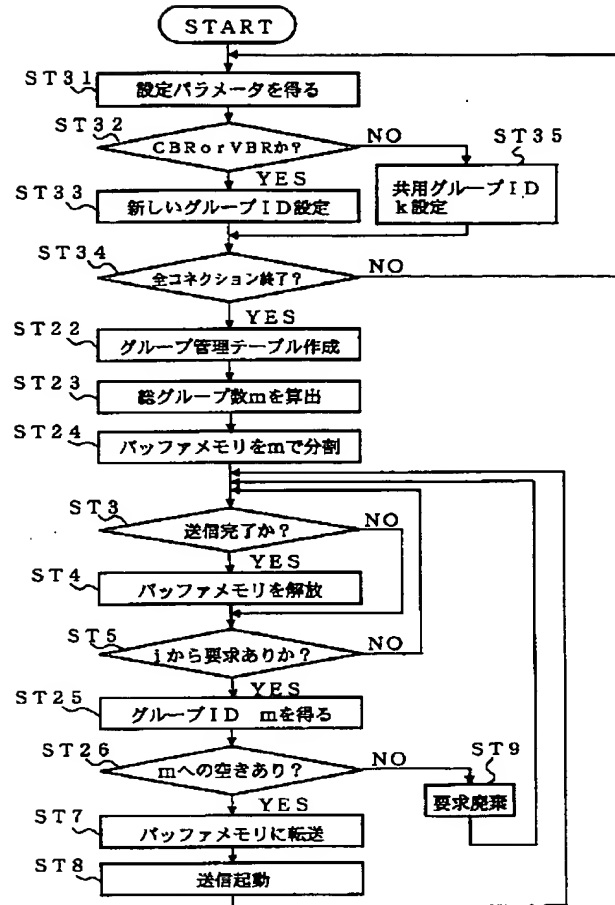 START
ST31
設定パラメータを得る
ST32
CBRorVBRか?
NO
YES
ST35
共用グループID
k設定
ST33
新しいグループID設定
ST34
全コネクション終了?
NO
YES
ST22
グループ管理テーブル作成
ST23
総グループ数mを算出
ST24
バッファメモリをmで分割
ST3
送信完了か?
NO
YES
ST4
バッファメモリを解放
ST5
iから要求ありか?
NO
YES
ST25
グループID mを得る
ST26
mへの空きあり?
NO
YES
ST9
要求廃棄
ST7
バッファメモリに転送
ST8
送信起動